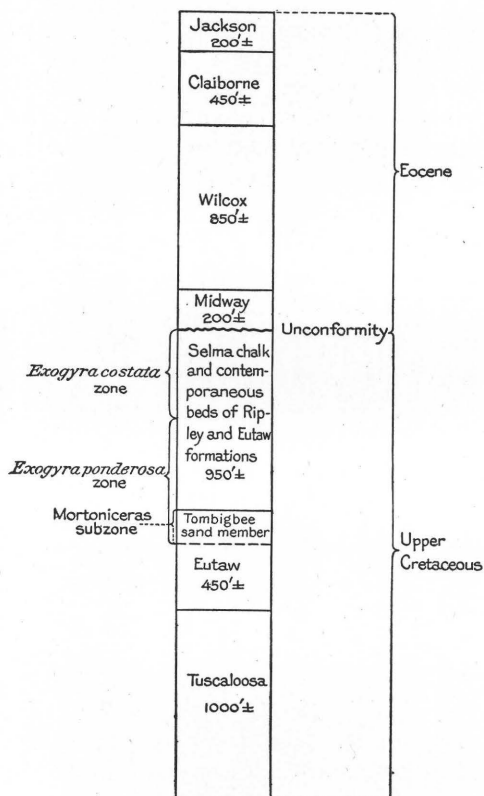 Jackson
200'±
Claiborne
450'±
Wilcox
850'±
Eocene
Midway
200'±
Unconformity
Exogyra costata
zone
Selma chalk
and contem-
poraneous
beds of Rip-
ley and Eutaw
formations
950'±
Exogyra ponderosa
zone
Mortoniceras
subzone
Tombigbee
sand member
Eutaw
450'±
Upper
Cretaceous
Tuscaloosa
1000'±